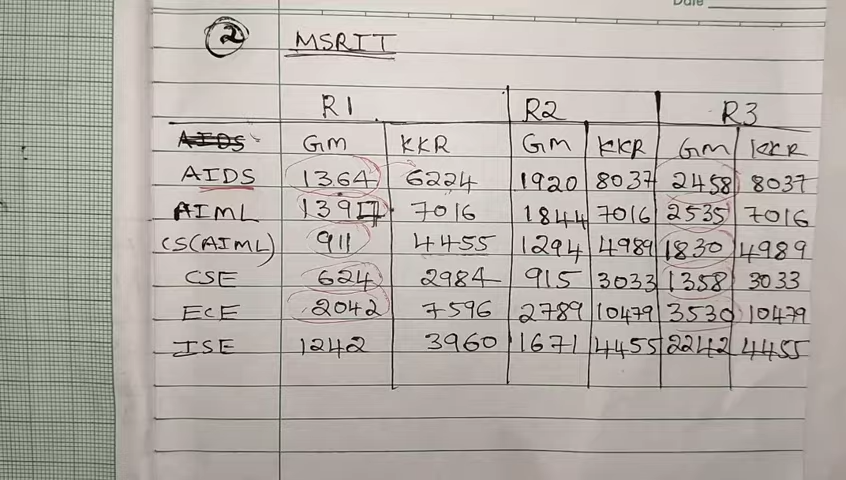 Date
2 MSRIT
R1 R2 R3
AIDS GM KKR GM KKR GM KKR
AIDS 1364 6224 1920 8037 2458 8037
AIML 13917 7016 1844 7016 2535 7016
CS(AIML) 911 4455 1294 4989 1830 4989
CSE 624 2984 915 3033 1358 3033
ECE 2042 7596 2789 10479 3530 10479
ISE 1242 3960 1671 4455 2242 4455